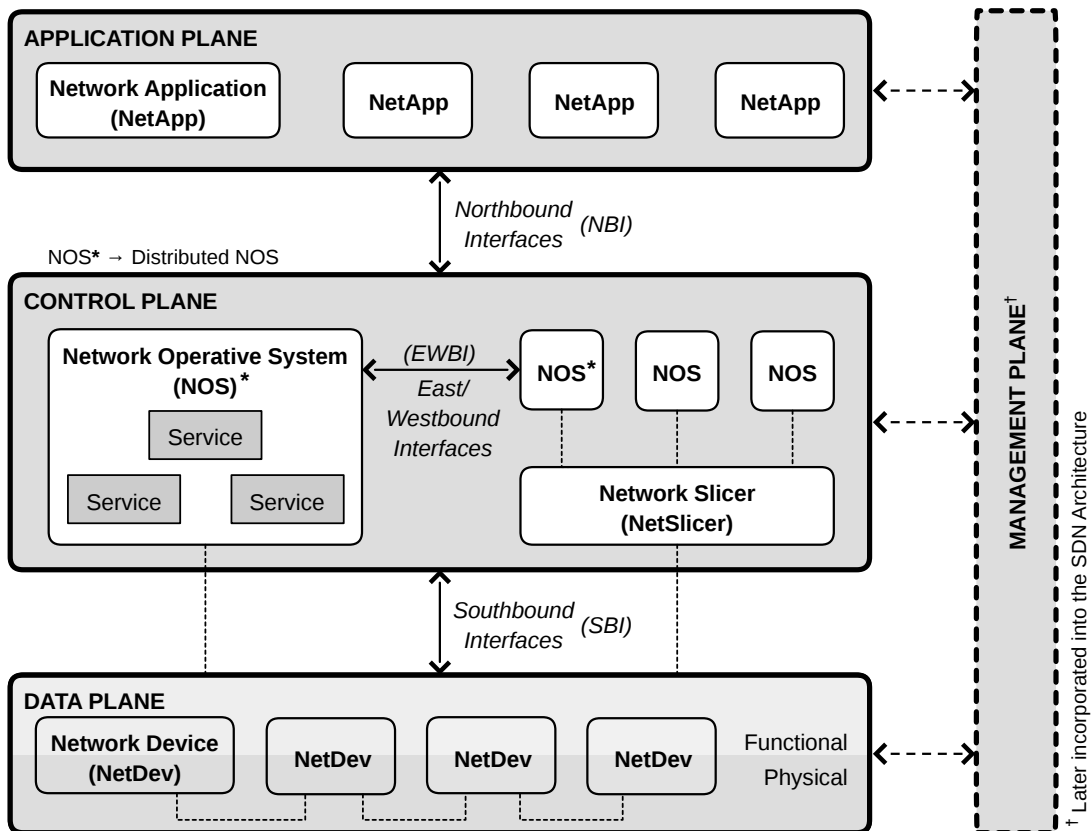 APPLICATION PLANE
Network Application
(NetApp)
NetApp
NetApp
NetApp
Northbound
Interfaces
(NBI)
NOS* → Distributed NOS
CONTROL PLANE
Network Operative System
(NOS)*
Service
Service
Service
(EWBI)
East/
Westbound
Interfaces
NOS*
NOS
NOS
Network Slicer
(NetSlicer)
Southbound
Interfaces
(SBI)
DATA PLANE
Network Device
(NetDev)
NetDev
NetDev
NetDev
Functional
Physical
MANAGEMENT PLANE†
† Later incorporated into the SDN Architecture